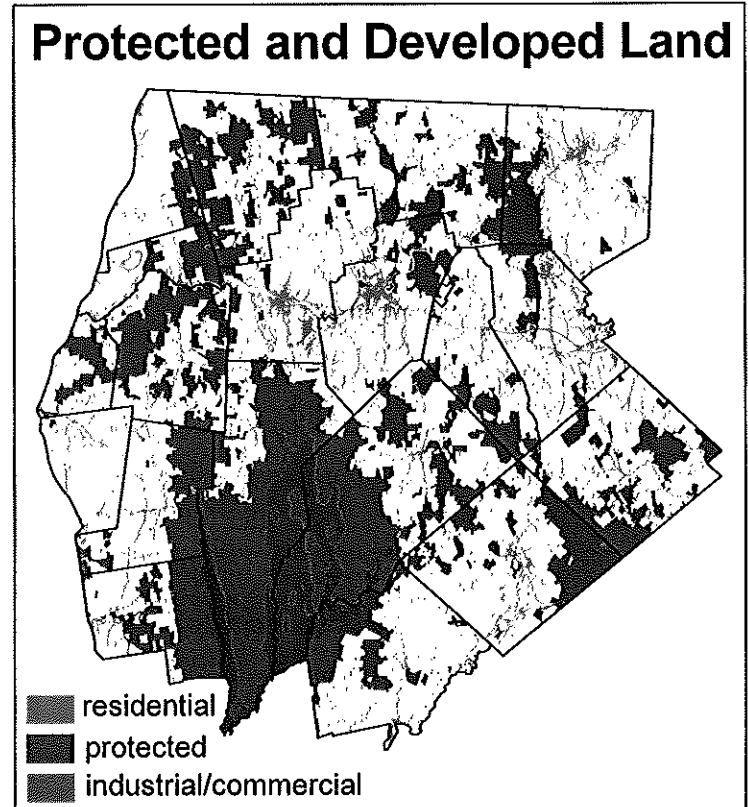 Protected and Developed Land
residential
protected
industrial/commercial